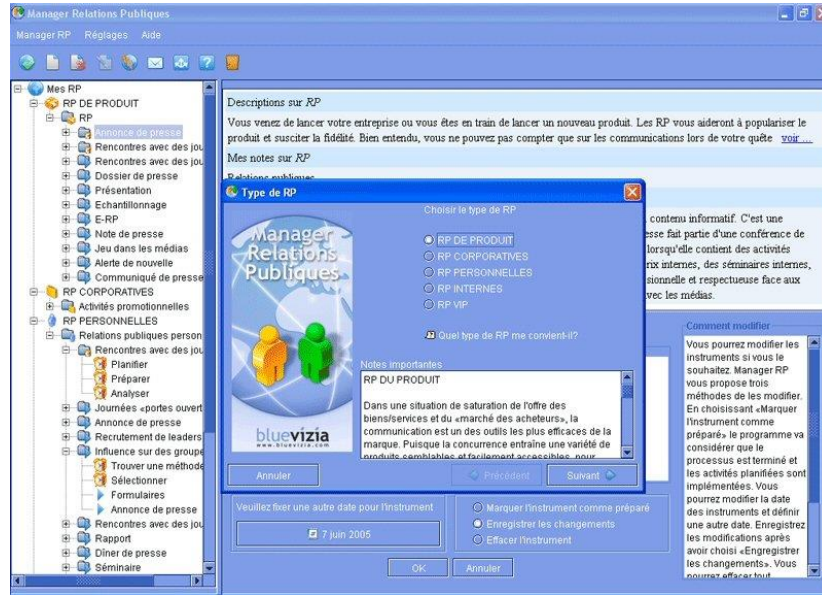 Manager Relations Publiques
Manager RP Réglages Aide
Mes RP
RP DE PRODUIT
RP
Annonce de presse
Rencontres avec des jou
Rencontres avec des jou
Dossier de presse
Présentation
Echantillonnage
E-RP
Note de presse
Jeu dans les médias
Alerte de nouvelle
Communiqué de presse
RP CORPORATIVES
Activités promotionnelles
RP PERSONNELLES
Relations publiques person
Rencontres avec des jou
Planifier
Préparer
Analyser
Journées «portes ouvert
Annonce de presse
Recrutement de leaders
Influence sur des groupe
Trouver une méthode
Sélectionner
Formulaires
Annonce de presse
Rencontres avec des jou
Rapport
Dîner de presse
Séminaire
Descriptions sur RP
Vous venez de lancer votre entreprise ou vous êtes en train de lancer un nouveau produit. Les RP vous aideront à populariser le
produit et susciter la fidélité. Bien entendu, vous ne pouvez pas compter que sur les communications lors de votre quête voir ...
Mes notes sur RP
Relations publiques
contenu informatif. C'est une
esse fait partie d'une conférence de
lorsqu'elle contient des activités
rix internes, des séminaires internes,
sionnelle et respectueuse face aux
vec les médias.
Type de RP
Manager
Relations
Publiques
bluevizia
www.bluevizia.com
Choisir le type de RP
RP DE PRODUIT
RP CORPORATIVES
RP PERSONNELLES
RP INTERNES
RP VIP
Quel type de RP me convient-il?
Notes importantes
RP DU PRODUIT
Dans une situation de saturation de l'offre des
biens/services et du «marché des acheteurs», la
communication est un des outils les plus efficaces de la
marque. Puisque la concurrence entraîne une variété de
produits semblables et facilement accessibles, pour
Annuler
Précédent
Suivant
Comment modifier
Vous pourrez modifier les
instruments si vous le
souhaitez. Manager RP
vous propose trois
méthodes de les modifier.
En choisissant «Marquer
l'instrument comme
préparé» le programme va
considérer que le
processus est terminé et
les activités planifiées sont
implémentées. Vous
pourrez modifier la date
des instruments et définir
une autre date. Enregistrez
les modifications après
avoir choisi «Engregistrer
les changements». Vous
pourrez effacer tout
Veuillez fixer une autre date pour l'instrument
7 juin 2005
Marquer l'instrument comme préparé
Enregistrer les changements
Effacer l'instrument
OK
Annuler